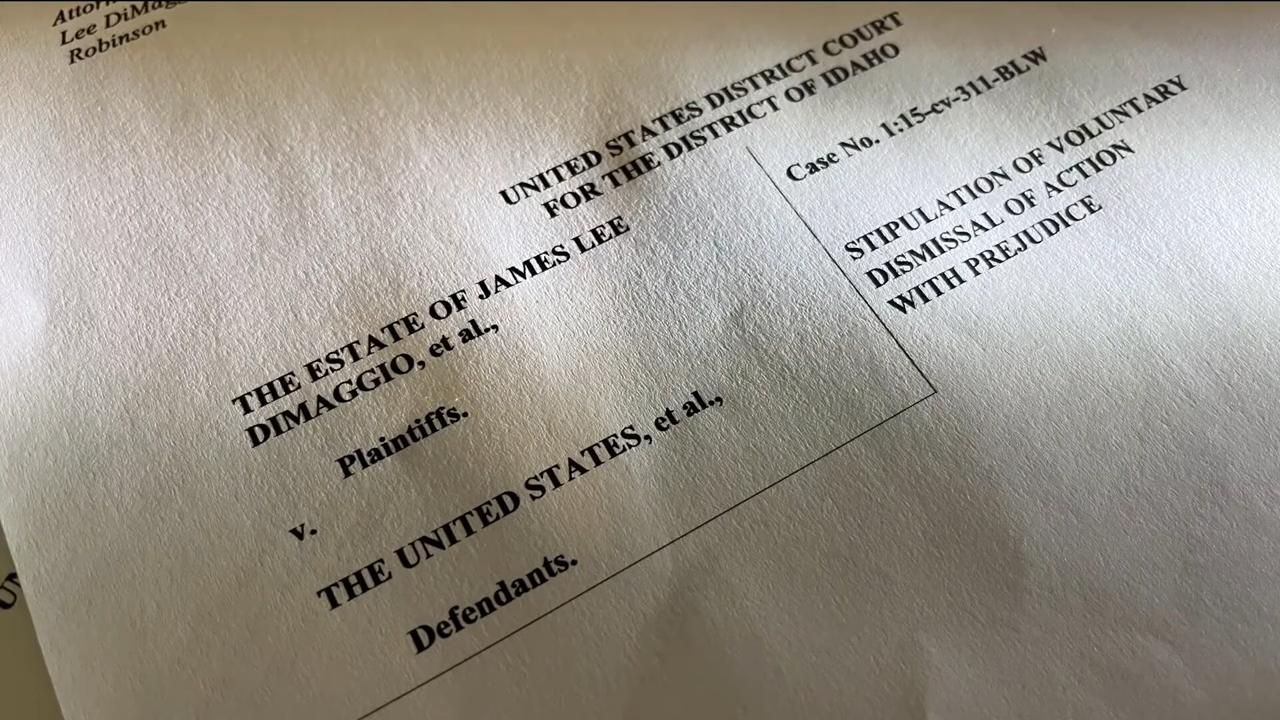 Lee
Robinson
UNITED STATES DISTRICT COURT
FOR THE DISTRICT OF IDAHO
THE ESTATE OF JAMES LEE
DIMAGGIO, et al.,
Plaintiffs.
v.
THE UNITED STATES, et al.,
Defendants.
Case No. 1:15-cv-311-BLW
STIPULATION OF VOLUNTARY
DISMISSAL OF ACTION
WITH PREJUDICE